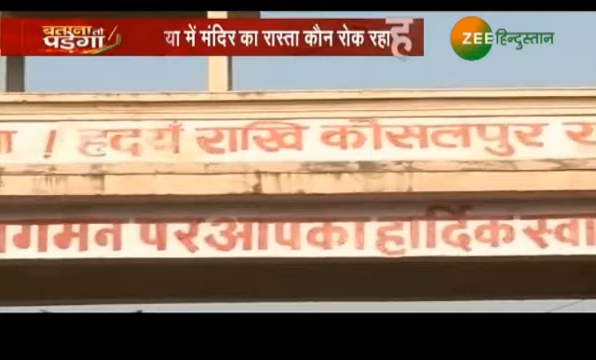 बताना तो
पड़ेगा
या में मंदिर का रास्ता कौन रोक रहा ह
ZEE हिन्दुस्तान
ा ! हृदयँ राखि कौसलपुर रा
ागमन पर आपका हार्दिक स्वा